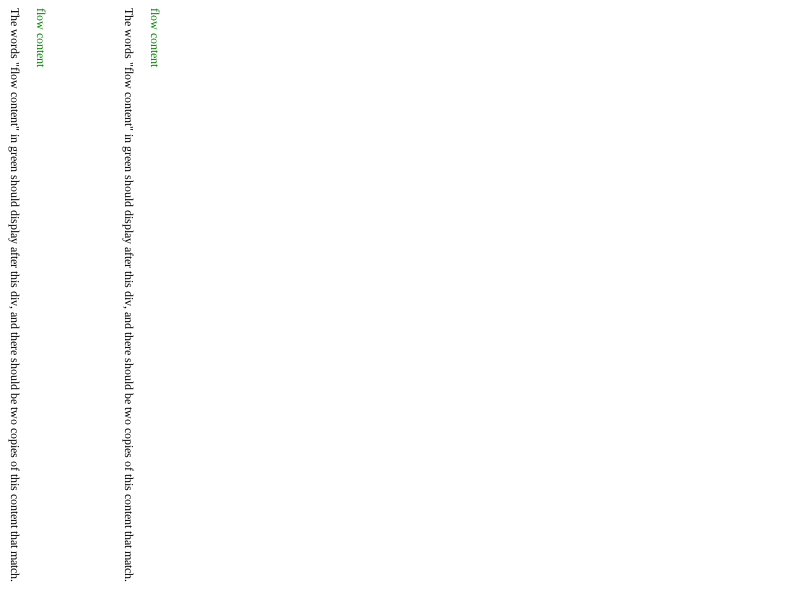 The words "flow content" in green should display after this div, and there should be two copies of this content that match.
flow content
The words "flow content" in green should display after this div, and there should be two copies of this content that match.
flow content